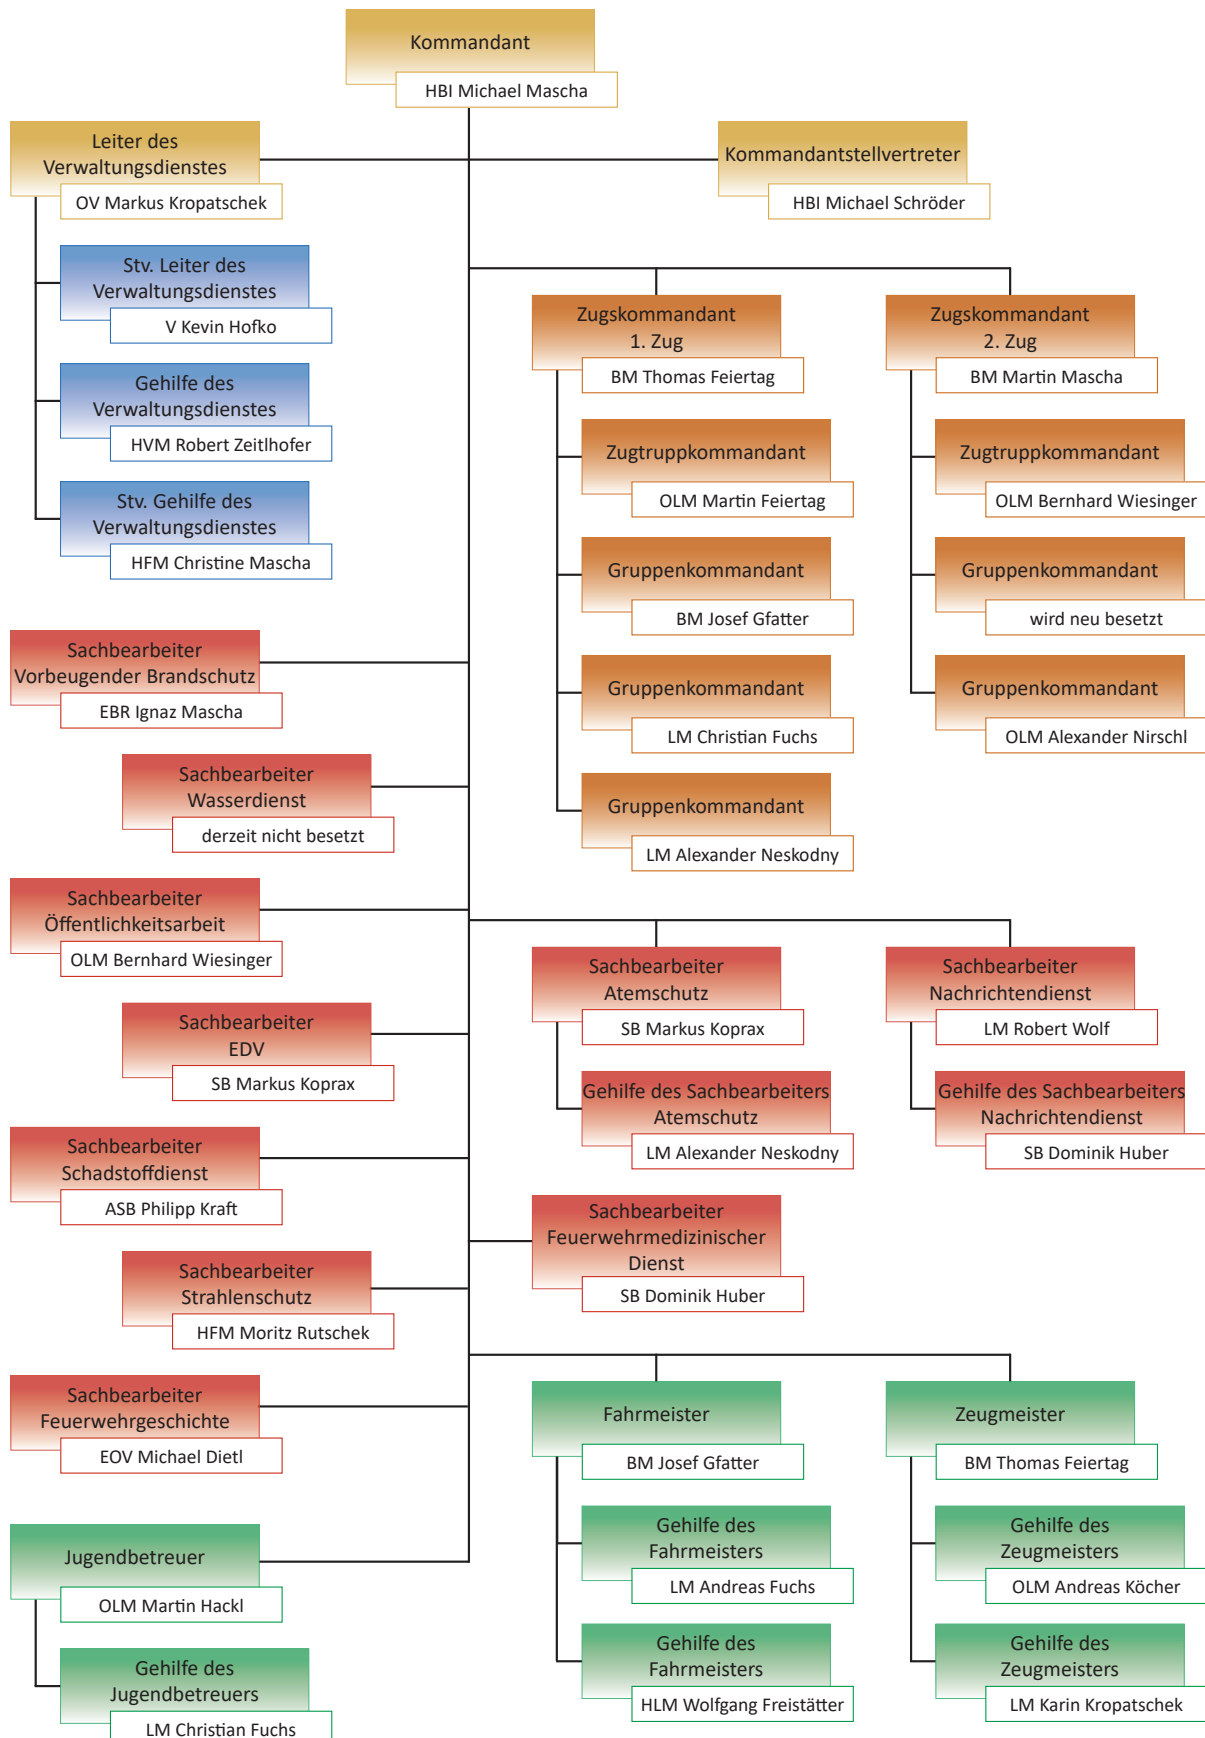 Kommandant
HBI Michael Mascha
Leiter des
Verwaltungsdienstes
OV Markus Kropatschek
Kommandantstellvertreter
HBI Michael Schröder
Stv. Leiter des
Verwaltungsdienstes
V Kevin Hofko
Gehilfe des
Verwaltungsdienstes
HVM Robert Zeitlhofer
Stv. Gehilfe des
Verwaltungsdienstes
HFM Christine Mascha
Zugskommandant
1. Zug
BM Thomas Feiertag
Zugtruppkommandant
OLM Martin Feiertag
Gruppenkommandant
BM Josef Gfatter
Gruppenkommandant
LM Christian Fuchs
Gruppenkommandant
LM Alexander Neskodny
Zugskommandant
2. Zug
BM Martin Mascha
Zugtruppkommandant
OLM Bernhard Wiesinger
Gruppenkommandant
wird neu besetzt
Gruppenkommandant
OLM Alexander Nirschl
Sachbearbeiter
Vorbeugender Brandschutz
EBR Ignaz Mascha
Sachbearbeiter
Wasserdienst
derzeit nicht besetzt
Sachbearbeiter
Öffentlichkeitsarbeit
OLM Bernhard Wiesinger
Sachbearbeiter
EDV
SB Markus Koprax
Sachbearbeiter
Schadstoffdienst
ASB Philipp Kraft
Sachbearbeiter
Strahlenschutz
HFM Moritz Rutschek
Sachbearbeiter
Feuerwehrgeschichte
EOV Michael Dietl
Sachbearbeiter
Atemschutz
SB Markus Koprax
Gehilfe des Sachbearbeiters
Atemschutz
LM Alexander Neskodny
Sachbearbeiter
Nachrichtendienst
LM Robert Wolf
Gehilfe des Sachbearbeiters
Nachrichtendienst
SB Dominik Huber
Sachbearbeiter
Feuerwehrmedizinischer
Dienst
SB Dominik Huber
Jugendbetreuer
OLM Martin Hackl
Gehilfe des
Jugendbetreuers
LM Christian Fuchs
Fahrmeister
BM Josef Gfatter
Gehilfe des
Fahrmeisters
LM Andreas Fuchs
Gehilfe des
Fahrmeisters
HLM Wolfgang Freistätter
Zeugmeister
BM Thomas Feiertag
Gehilfe des
Zeugmeisters
OLM Andreas Köcher
Gehilfe des
Zeugmeisters
LM Karin Kropatschek